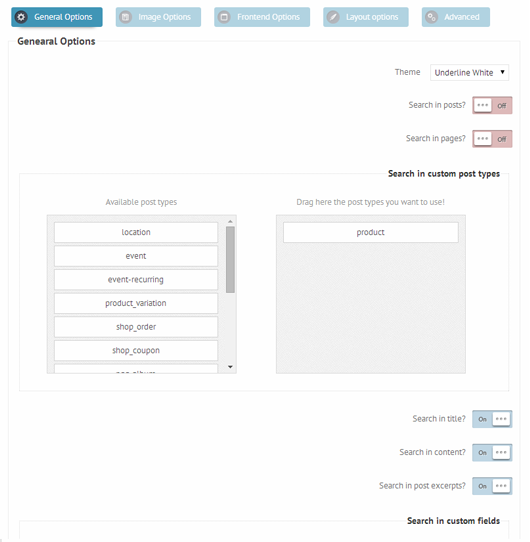 General Options
Image Options
Frontend Options
Layout options
Advanced
Genearal Options
Theme Underline White
Search in posts? Off
Search in pages? Off
Search in custom post types
Available post types
Drag here the post types you want to use!
location
product
event
event-recurring
product_variation
shop_order
shop_coupon
Search in title? On
Search in content? On
Search in post excerpts? On
Search in custom fields